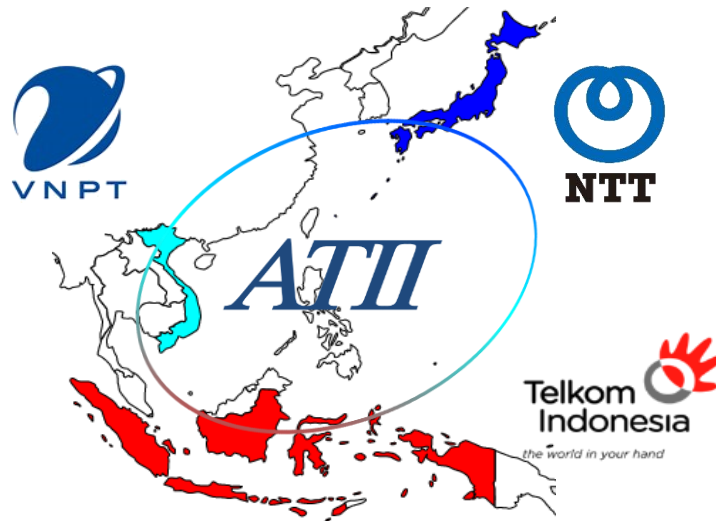 VNPT
NTT
ATII
Telkom
Indonesia
the world in your hand